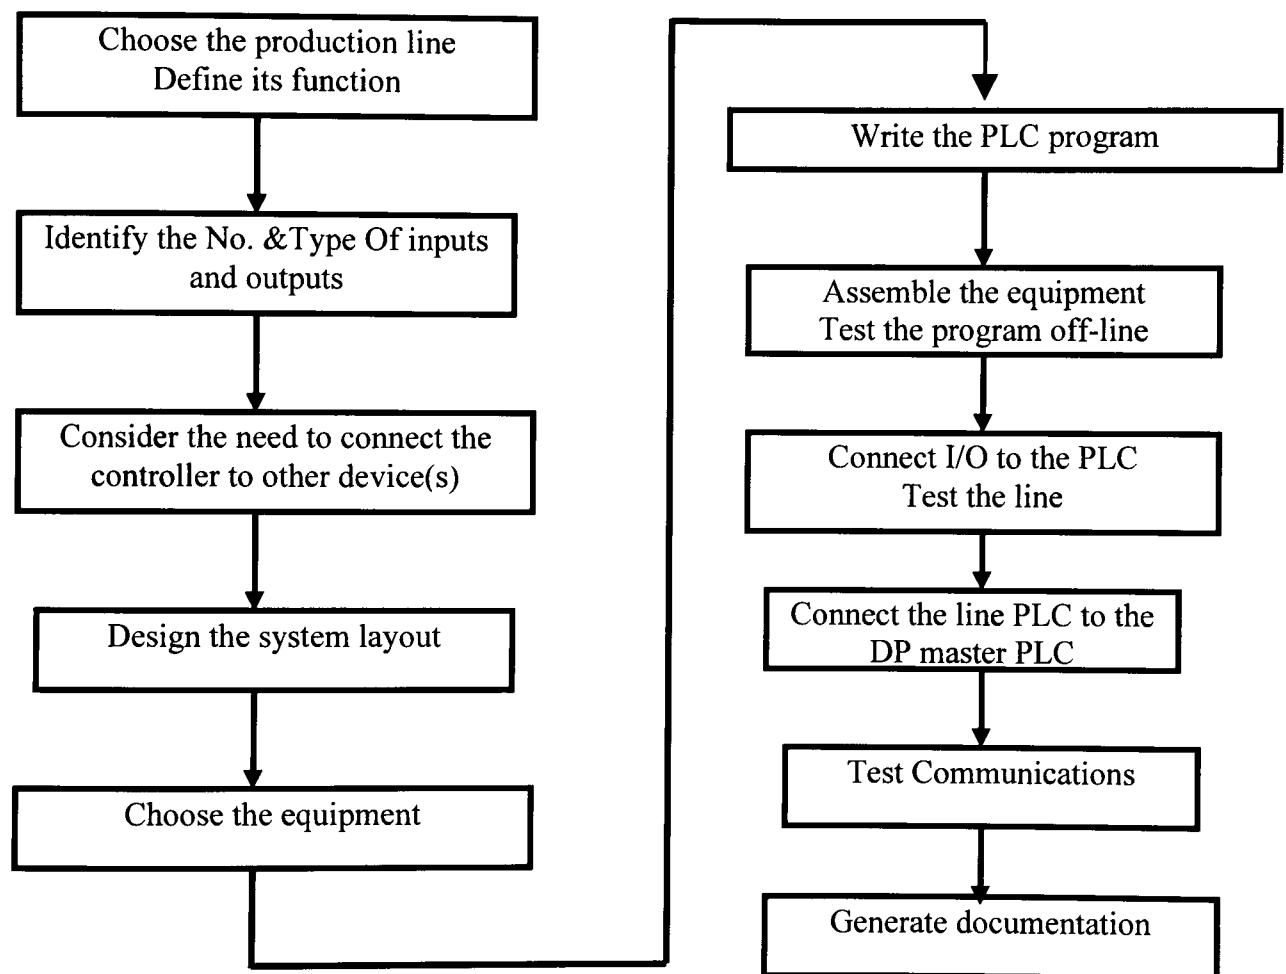 Choose the production line
Define its function
Identify the No. &Type Of inputs
and outputs
Consider the need to connect the
controller to other device(s)
Design the system layout
Choose the equipment
Write the PLC program
Assemble the equipment
Test the program off-line
Connect I/O to the PLC
Test the line
Connect the line PLC to the
DP master PLC
Test Communications
Generate documentation